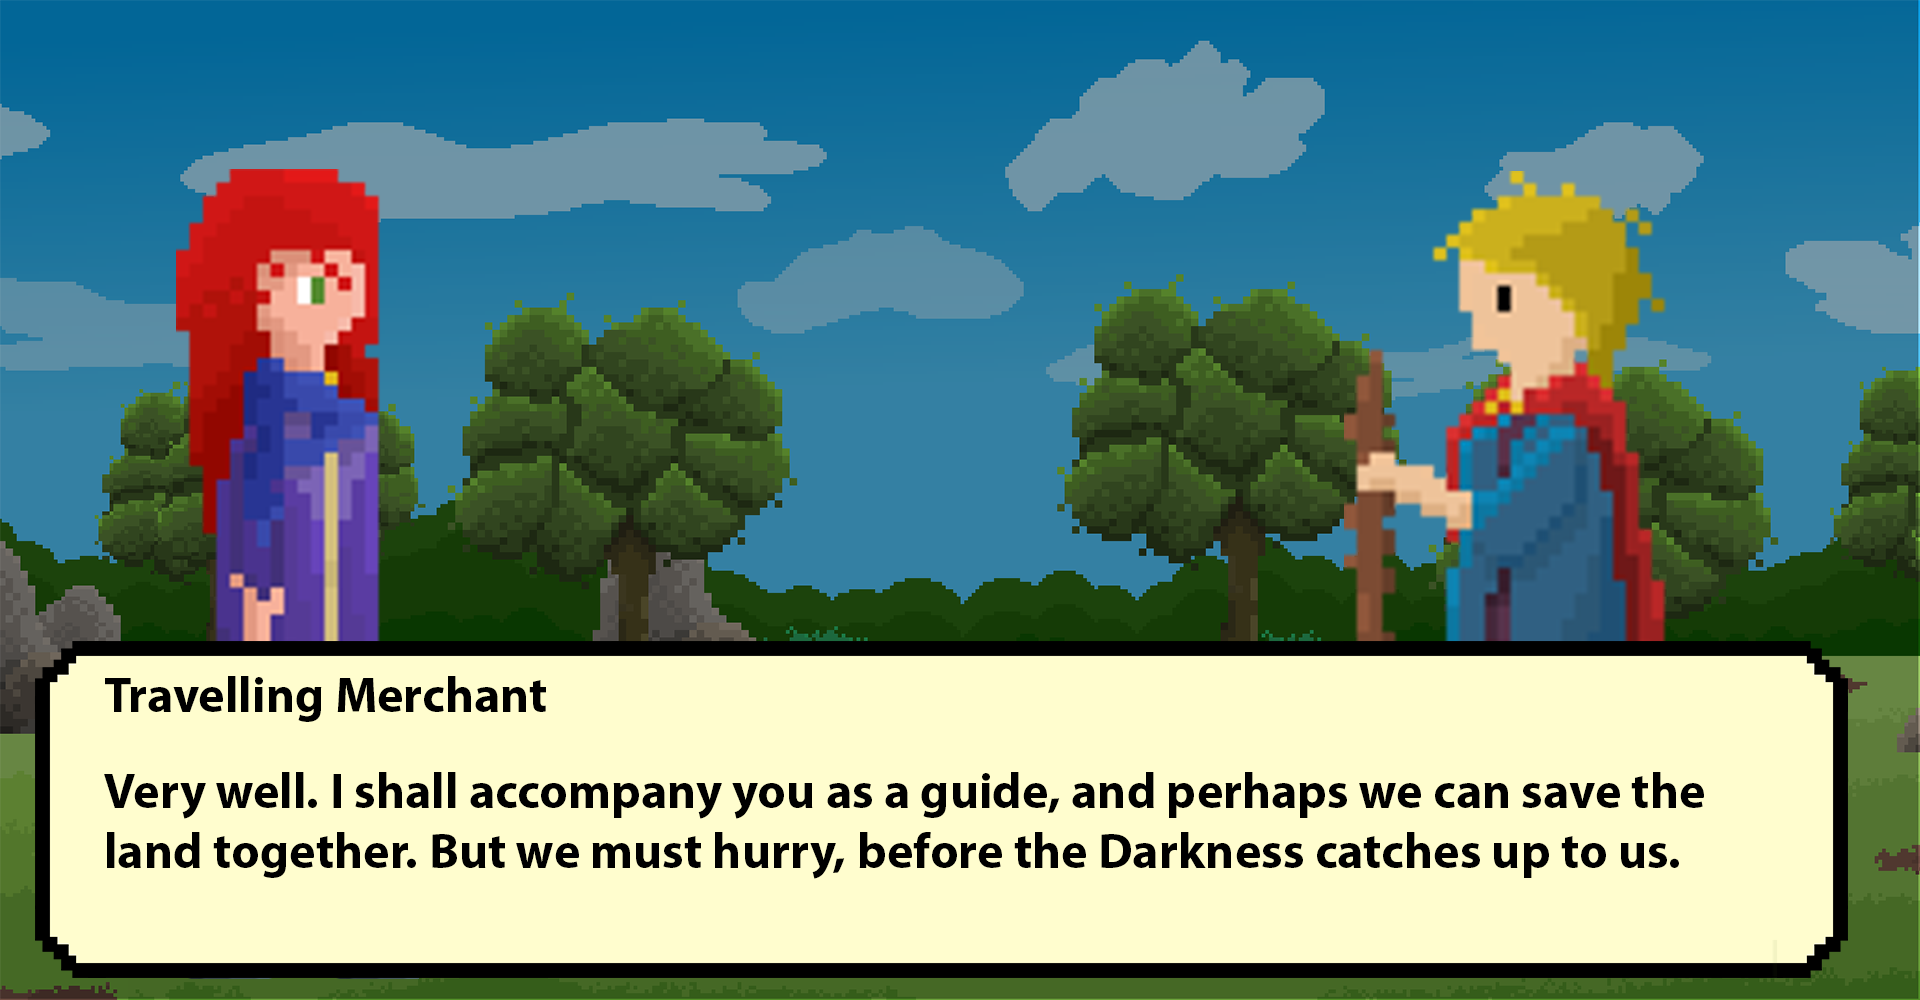 Travelling Merchant
Very well. I shall accompany you as a guide, and perhaps we can save the
land together. But we must hurry, before the Darkness catches up to us.